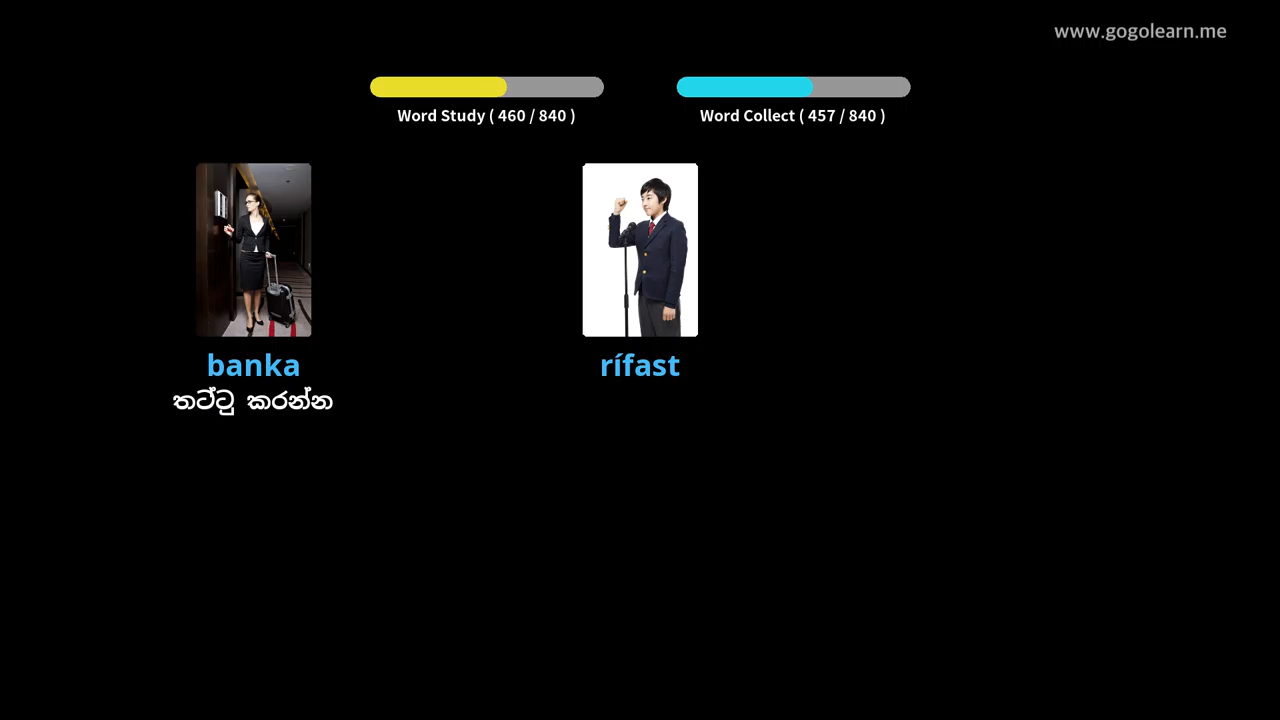 www.gogolearn.me
Word Study ( 460 / 840 )
Word Collect ( 457 / 840 )
banka
තට්ටු කරන්න
rífast